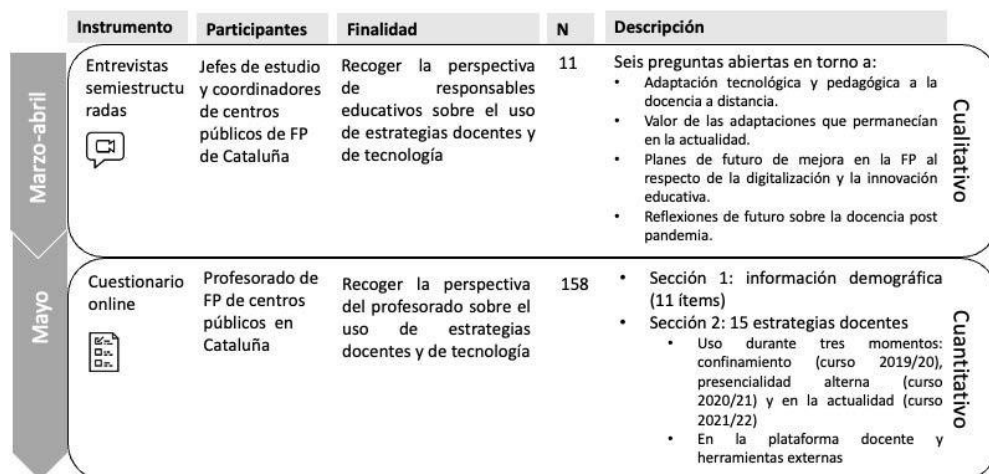 Instrumento Participantes Finalidad N Descripción
Marzo-abril
Entrevistas
semiestructu
radas
Jefes de estudio
y coordinadores
de centros
públicos de FP
de Cataluña
Recoger la perspectiva
de responsables
educativos sobre el uso
de estrategias docentes y
de tecnología
11
Seis preguntas abiertas en torno a:
• Adaptación tecnológica y pedagógica a la
docencia a distancia.
• Valor de las adaptaciones que permanecían
en la actualidad.
• Planes de futuro de mejora en la FP al
respecto de la digitalización y la innovación
educativa.
• Reflexiones de futuro sobre la docencia post
pandemia.
Cualitativo
Mayo
Cuestionario
online
Profesorado de
FP de centros
públicos en
Cataluña
Recoger la perspectiva
del profesorado sobre el
uso de estrategias
docentes y de tecnología
158
• Sección 1: información demográfica
(11 ítems)
• Sección 2: 15 estrategias docentes
• Uso durante tres momentos:
confinamiento (curso 2019/20),
presencialidad alterna (curso
2020/21) y en la actualidad (curso
2021/22)
• En la plataforma docente y
herramientas externas
Cuantitativo